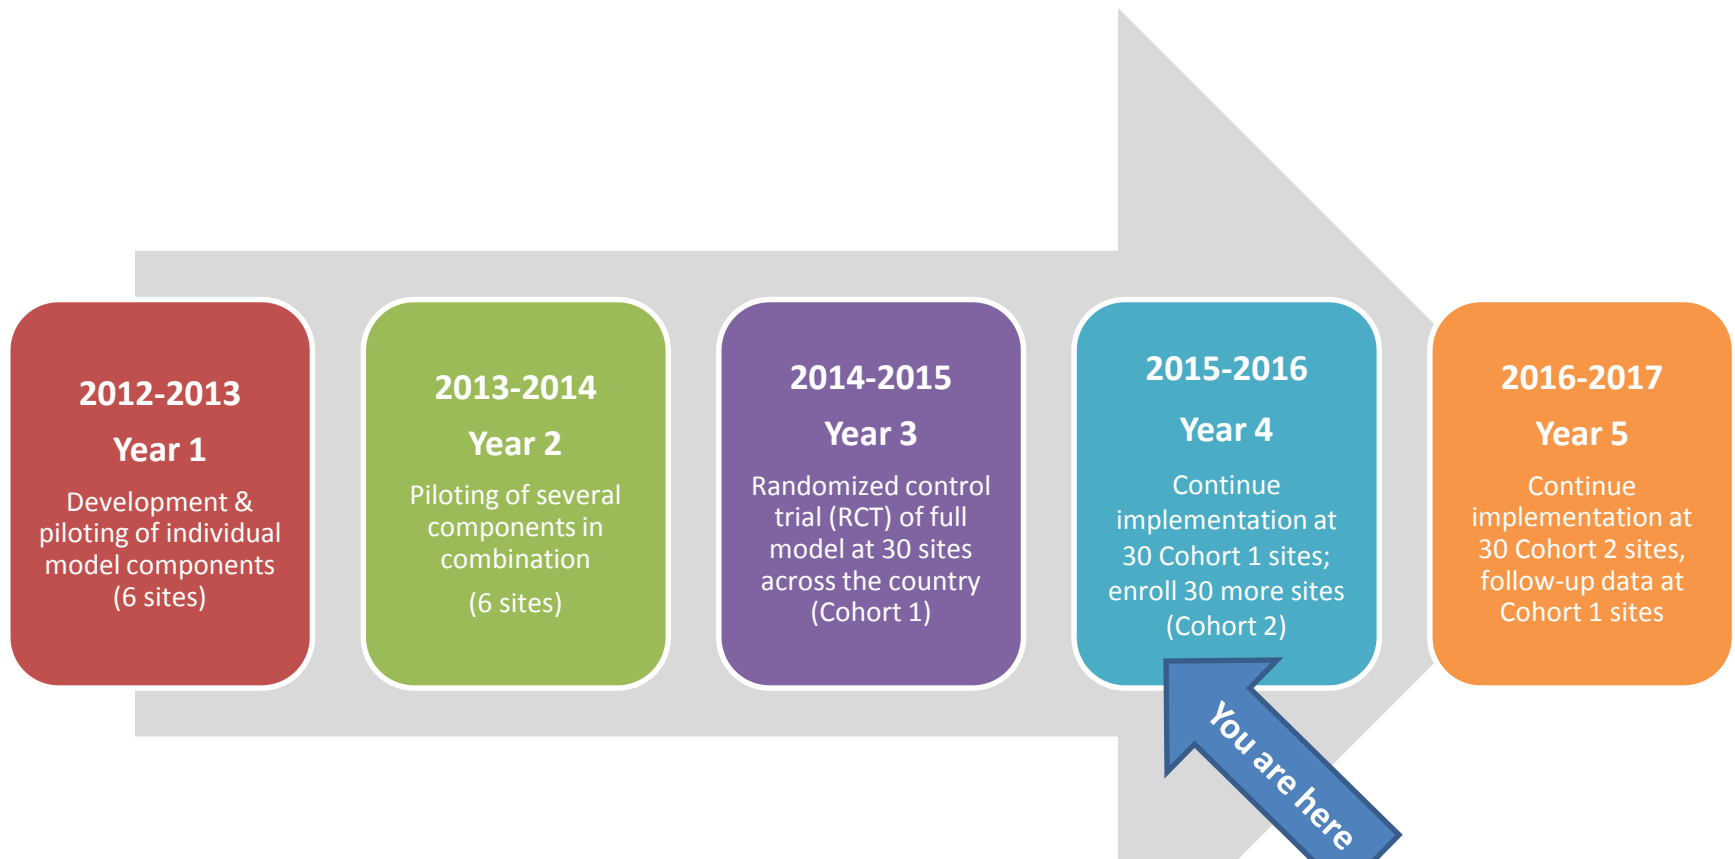 2012-2013
Year 1
Development &
piloting of individual
model components
(6 sites)
2013-2014
Year 2
Piloting of several
components in
combination
(6 sites)
2014-2015
Year 3
Randomized control
trial (RCT) of full
model at 30 sites
across the country
(Cohort 1)
2015-2016
Year 4
Continue
implementation at
30 Cohort 1 sites;
enroll 30 more sites
(Cohort 2)
2016-2017
Year 5
Continue
implementation at
30 Cohort 2 sites,
follow-up data at
Cohort 1 sites
You are here